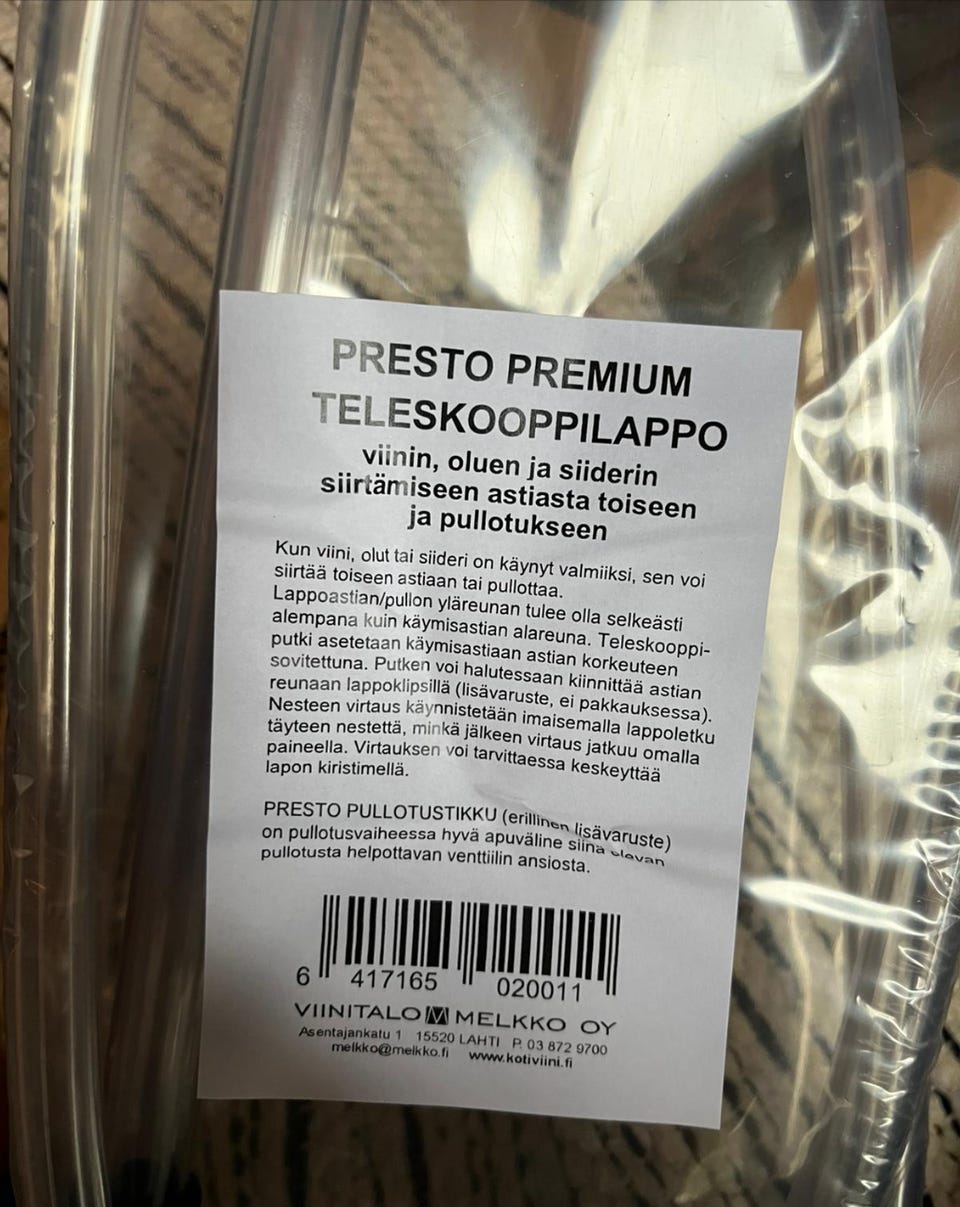 PRESTO PREMIUM
TELESKOOPPILAPPO
viinin, oluen ja siiderin
siirtämiseen astiasta toiseen
ja pullotukseen
Kun viini, olut tai siideri on käynyt valmiiksi, sen voi
siirtää toiseen astiaan tai pullottaa.
Lappoastian/pullon yläreunan tulee olla selkeästi
alempana kuin käymisastian alareuna. Teleskooppi-
putki asetetaan käymisastiaan astian korkeuteen
sovitettuna. Putken voi halutessaan kiinnittää astian
reunaan lappoklipsillä (lisävaruste, ei pakkauksessa).
Nesteen virtaus käynnistetään imaisemalla lappoletku
täyteen nestettä, minkä jälkeen virtaus jatkuu omalla
paineella. Virtauksen voi tarvittaessa keskeyttää
lapon kiristimellä.
PRESTO PULLOTUSTIKKU (erillinen lisävaruste)
on pullotusvaiheessa hyvä apuväline siinä olevan
pullotusta helpottavan venttiilin ansiosta.
6 417165 020011
VIINITALO M MELKKO OY
Asentajankatu 1 15520 LAHTI P. 03 872 9700
melkko@melkko.fi www.kotiviini.fi